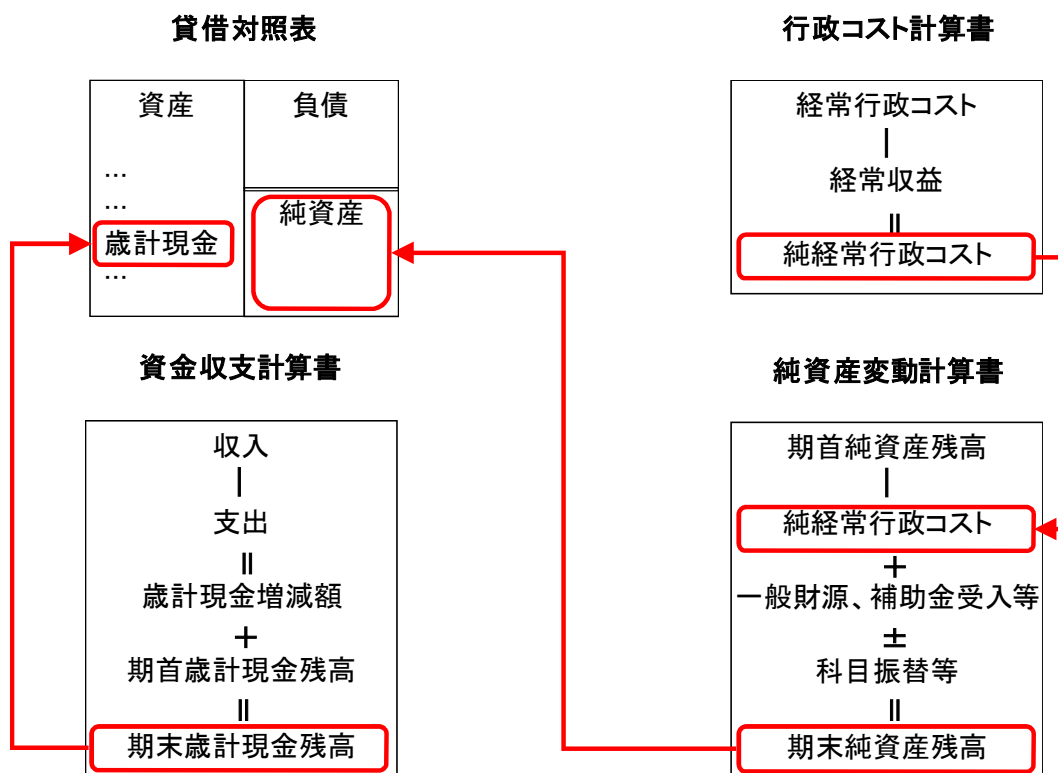 貸借対照表
資産
負債
…
…
歳計現金
…
純資産
行政コスト計算書
経常行政コスト
|
経常収益
||
純経常行政コスト
資金収支計算書
収入
|
支出
||
歳計現金増減額
+
期首歳計現金残高
||
期末歳計現金残高
純資産変動計算書
期首純資産残高
|
純経常行政コスト
+
一般財源、補助金受入等
±
科目振替等
||
期末純資産残高